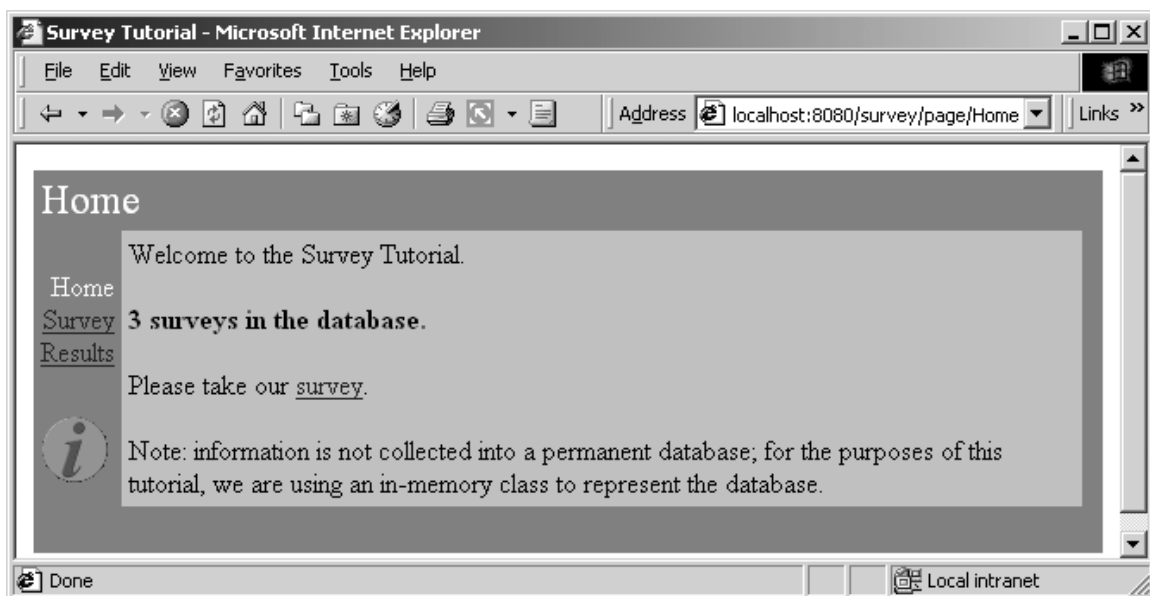 Survey Tutorial - Microsoft Internet Explorer
File Edit View Favorites Tools Help
Address localhost:8080/survey/page/Home Links »
Home
Welcome to the Survey Tutorial.
Home
Survey 3 surveys in the database.
Results
Please take our survey.
Note: information is not collected into a permanent database; for the purposes of this
tutorial, we are using an in-memory class to represent the database.
Done Local intranet